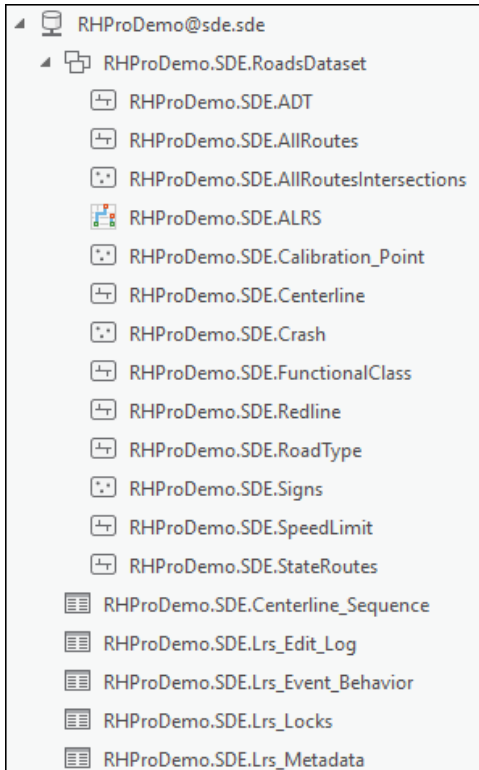 RHProDemo@sde.sde
RHProDemo.SDE.RoadsDataset
RHProDemo.SDE.ADT
RHProDemo.SDE.AllRoutes
RHProDemo.SDE.AllRoutesIntersections
RHProDemo.SDE.ALRS
RHProDemo.SDE.Calibration_Point
RHProDemo.SDE.Centerline
RHProDemo.SDE.Crash
RHProDemo.SDE.FunctionalClass
RHProDemo.SDE.Redline
RHProDemo.SDE.RoadType
RHProDemo.SDE.Signs
RHProDemo.SDE.SpeedLimit
RHProDemo.SDE.StateRoutes
RHProDemo.SDE.Centerline_Sequence
RHProDemo.SDE.Lrs_Edit_Log
RHProDemo.SDE.Lrs_Event_Behavior
RHProDemo.SDE.Lrs_Locks
RHProDemo.SDE.Lrs_Metadata